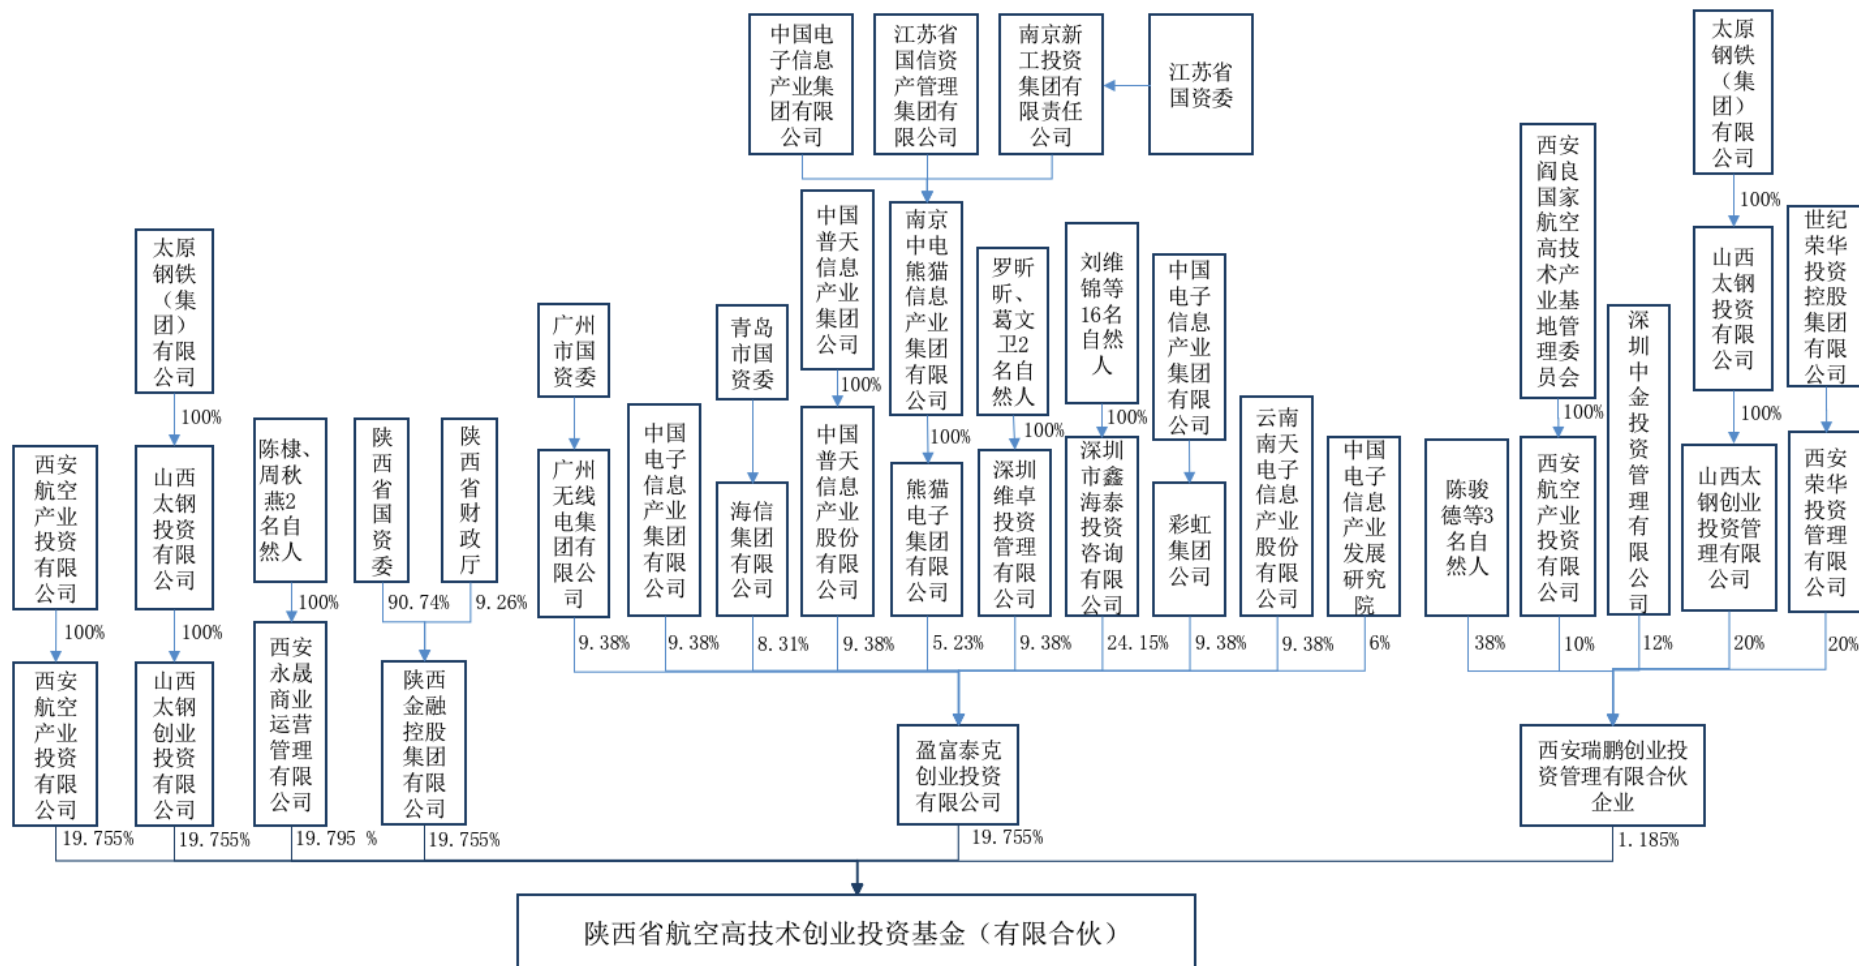 中国电
子信息
产业集
团有限
公司
江苏省
国信资
产管理
集团有
限公司
南京新
工投资
集团有
限责任
公司
江苏省
国资委
太原
钢铁
（集
团）
有限
公司
西安
阎良
国家
航空
高技
术产
业基
地管
理委
员会
100%
中国
普天
信息
产业
集团
公司
南京
中电
熊猫
信息
产业
集团
有限
公司
罗昕
昕、
葛文
卫2
名自
然人
刘维
锦等
16名
自然
人
中国
电子
信息
产业
集团
有限
公司
山西
太钢
投资
有限
公司
世纪
荣华
投资
控股
集团
有限
公司
太原
钢铁
（集
团）
有限
公司
广州
市国
资委
青岛
市国
资委
深
圳
中
金
投
资
管
理
有
限
公
司
100%
100%
100%
100%
100%
100%
100%
西安
航空
产业
投资
有限
公司
山西
太钢
投资
有限
公司
陈棣、
周秋
燕2
名自
然人
陕
西
省
国
资
委
陕
西
省
财
政
厅
广州
无线
电集
团有
限公
司
中国
电子
信息
产业
集团
有限
公司
海信
集团
有限
公司
中国
普天
信息
产业
股份
有限
公司
熊猫
电子
集团
有限
公司
深圳
维卓
投资
管理
有限
公司
深圳
市鑫
海泰
投资
咨询
有限
公司
彩虹
集团
公司
云南
南天
电子
信息
产业
股份
有限
公司
中国
电子
信息
产业
发展
研究
院
陈骏
德等3
名自
然人
西安
航空
产业
投资
有限
公司
山西太
钢创业
投资管
理有限
公司
西安
荣华
投资
管理
有限
公司
100%
100%
100%
90.74%
9.26%
9.38%
9.38%
8.31%
9.38%
5.23%
9.38%
24.15%
9.38%
9.38%
6%
38%
10%
12%
20%
20%
西安
航空
产业
投资
有限
公司
山西
太钢
创业
投资
有限
公司
西安
永晟
商业
运营
管理
有限
公司
陕西
金融
控股
集团
有限
公司
盈富泰克
创业投资
有限公司
西安瑞鹏创业投
资管理有限合伙
企业
19.755%
19.755%
19.795 %
19.755%
19.755%
1.185%
陕西省航空高技术创业投资基金（有限合伙）